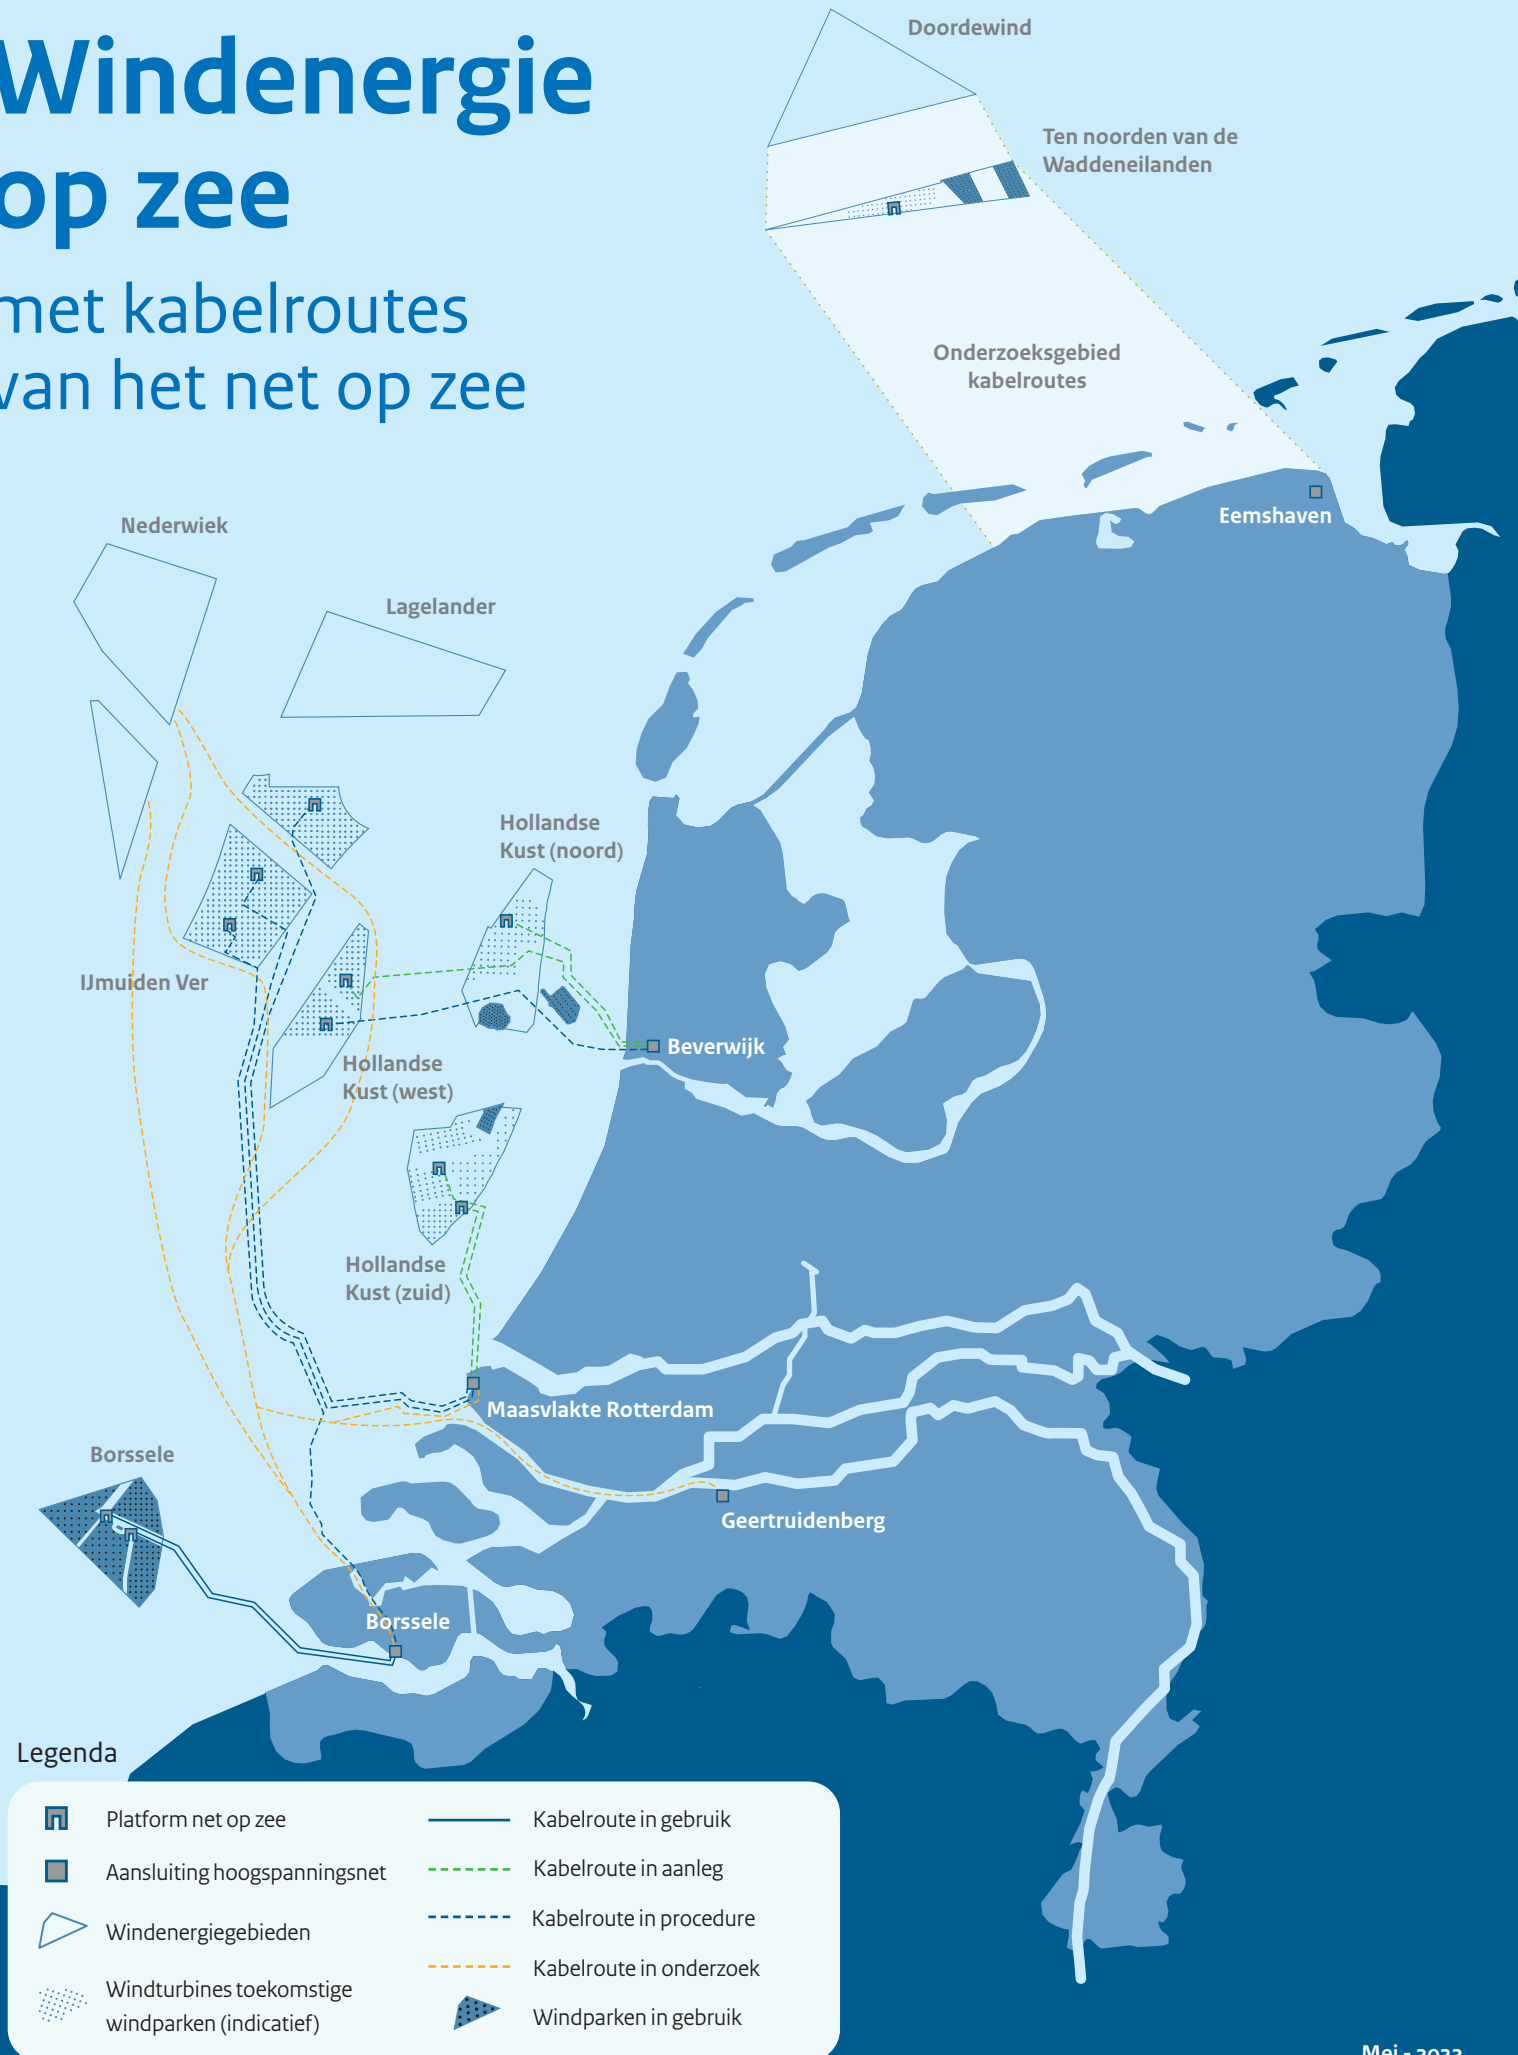 Windenergie
op zee
met kabelroutes
van het net op zee
Doordewind
Ten noorden van de
Waddeneilanden
Onderzoeksgebied
kabelroutes
Eemshaven
Nederwiek
Lagelander
Hollandse
Kust (noord)
IJmuiden Ver
Beverwijk
Hollandse
Kust (west)
Hollandse
Kust (zuid)
Maasvlakte Rotterdam
Borssele
Geertruidenberg
Borssele
Legenda
Platform net op zee
Aansluiting hoogspanningsnet
Windenergiegebieden
Windturbines toekomstige
windparken (indicatief)
Kabelroute in gebruik
Kabelroute in aanleg
Kabelroute in procedure
Kabelroute in onderzoek
Windparken in gebruik
Mei -